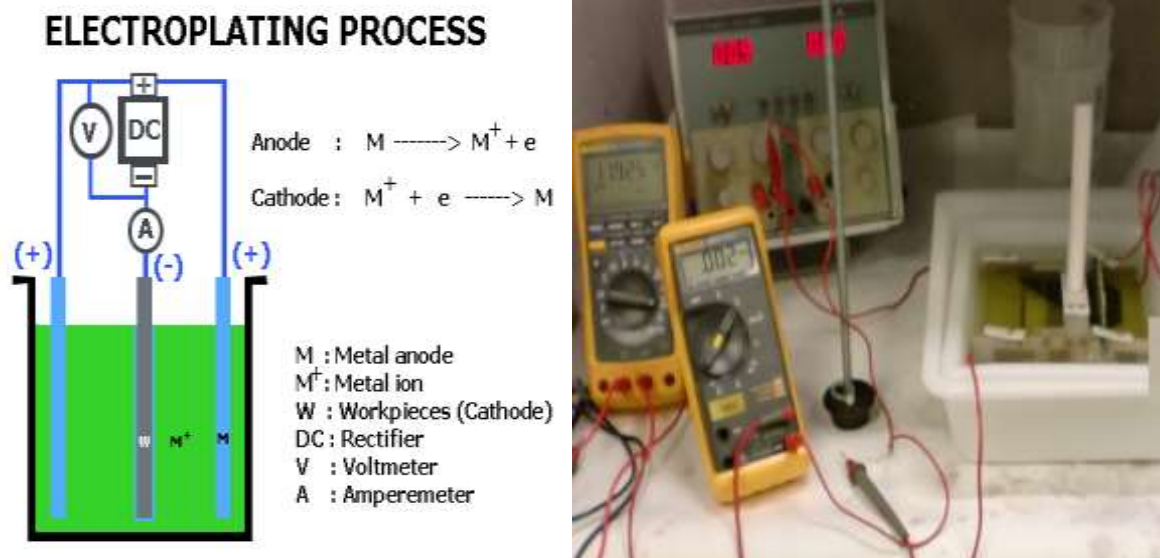 ELECTROPLATING PROCESS
+
V
DC
Anode : M -------> M⁺ + e
−
Cathode : M⁺ + e ------> M
A
(+)
(-)
(+)
M : Metal anode
M⁺: Metal ion
W : Workpieces (Cathode)
W M⁺ M
DC: Rectifier
V : Voltmeter
A : Amperemeter